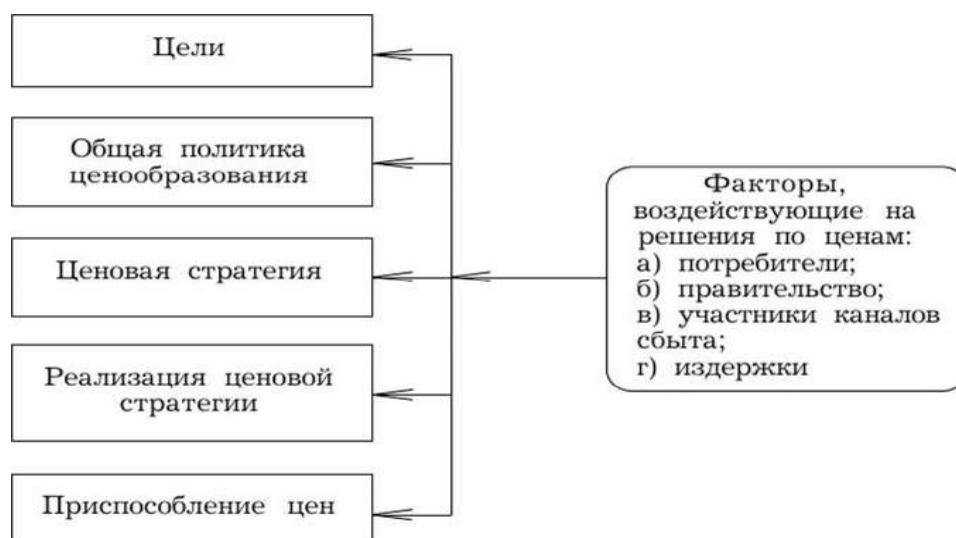 Цели
Общая политика
ценообразования
Ценовая стратегия
Реализация ценовой
стратегии
Приспособление цен
Факторы,
воздействующие на
решения по ценам:
а) потребители;
б) правительство;
в) участники каналов
сбыта;
г) издержки